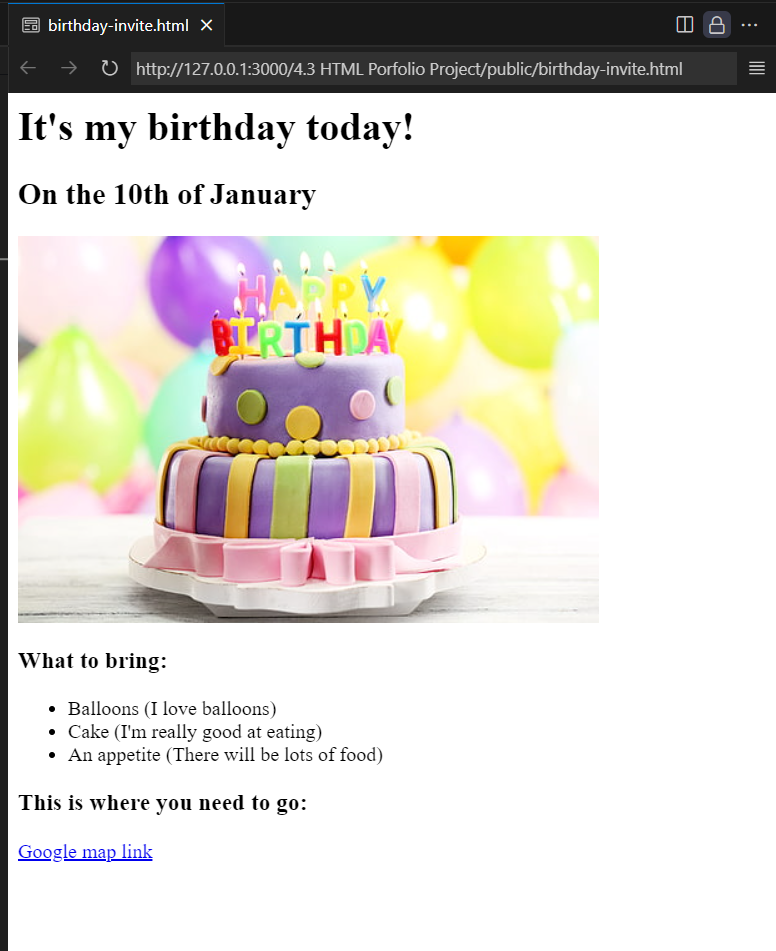 birthday-invite.html
http://127.0.0.1:3000/4.3 HTML Porfolio Project/public/birthday-invite.html
It's my birthday today!
On the 10th of January
HAPPY
BIRTHDAY
What to bring:
Balloons (I love balloons)
Cake (I'm really good at eating)
An appetite (There will be lots of food)
This is where you need to go:
Google map link